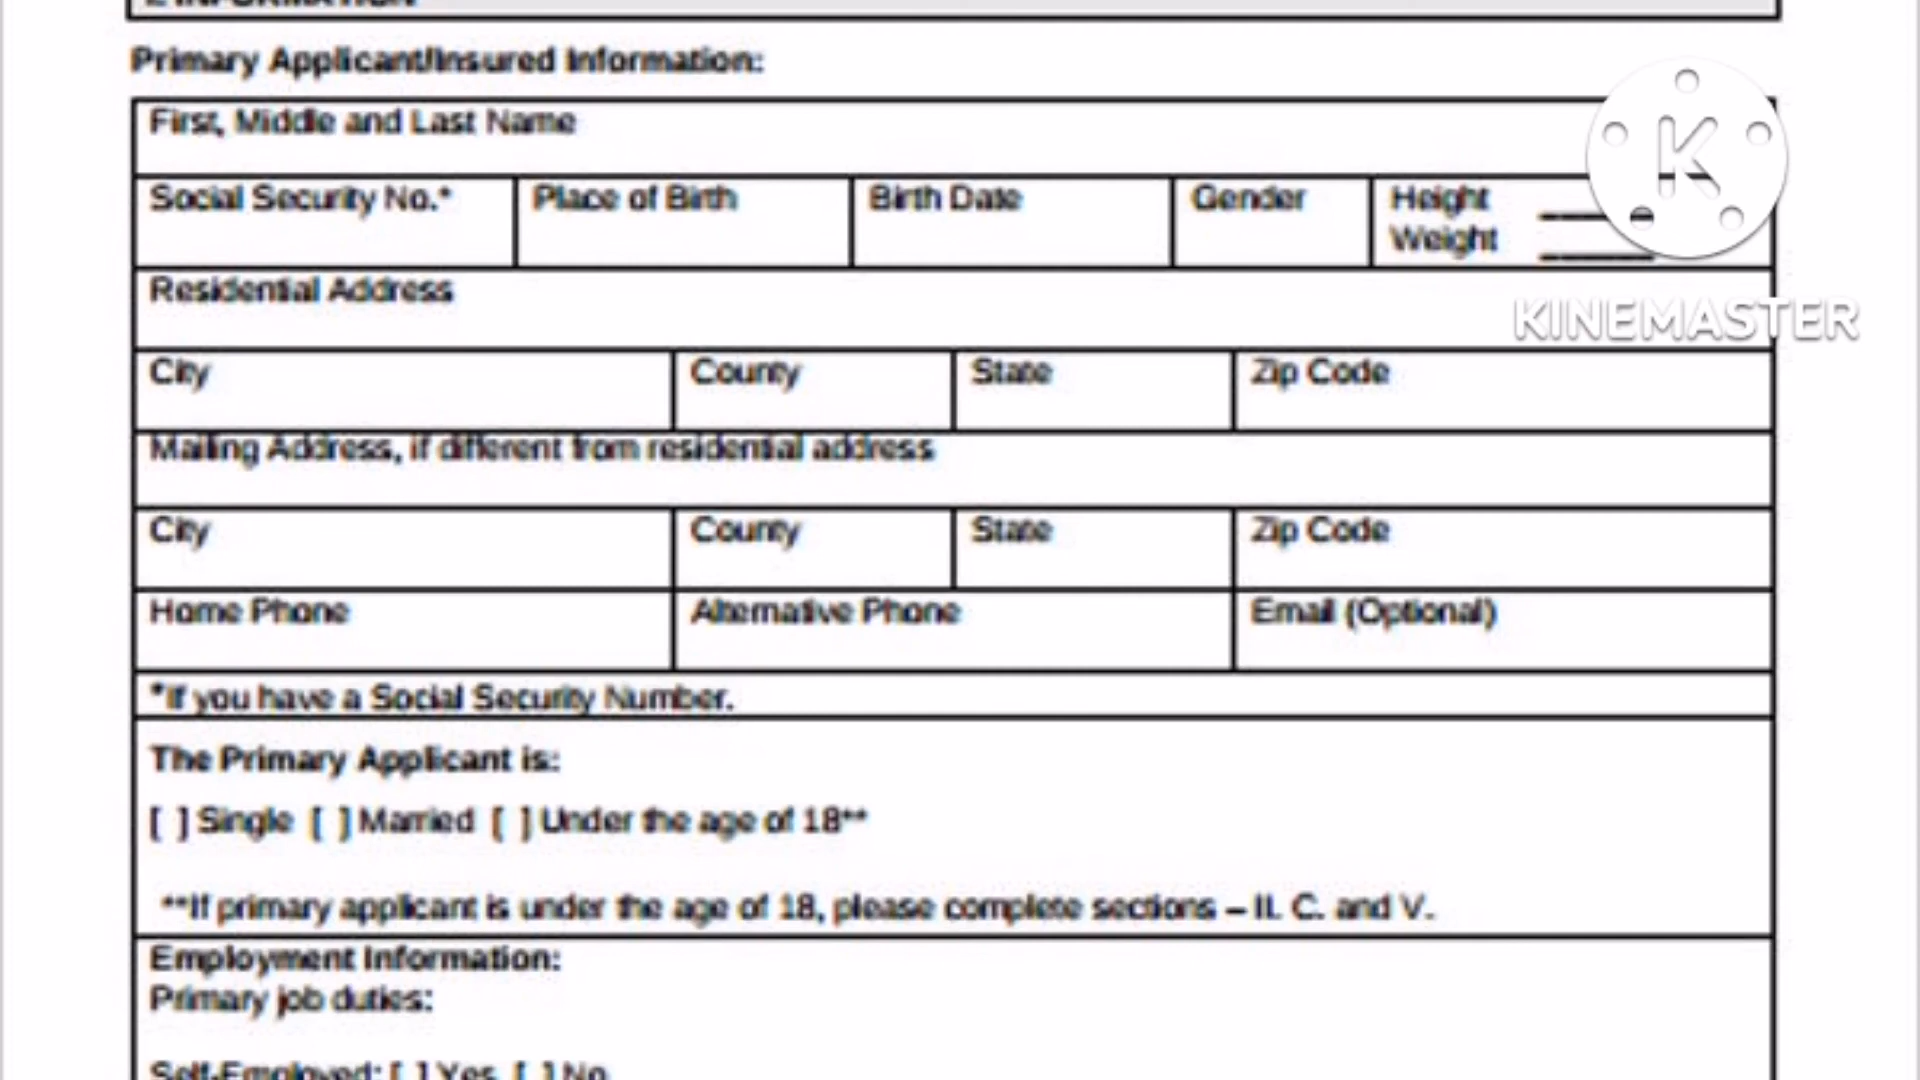 I. INFORMATION
Primary Applicant/Insured Information:
First, Middle and Last Name
Social Security No.* Place of Birth Birth Date Gender Height
Weight
K
KINEMASTER
Residential Address
City County State Zip Code
Mailing Address, if different from residential address
City County State Zip Code
Home Phone Alternative Phone Email (Optional)
*If you have a Social Security Number.
The Primary Applicant is:
[ ] Single [ ] Married [ ] Under the age of 18**
**If primary applicant is under the age of 18, please complete sections – II. C. and V.
Employment Information:
Primary job duties:
Self-Employed: [ ] Yes [ ] No